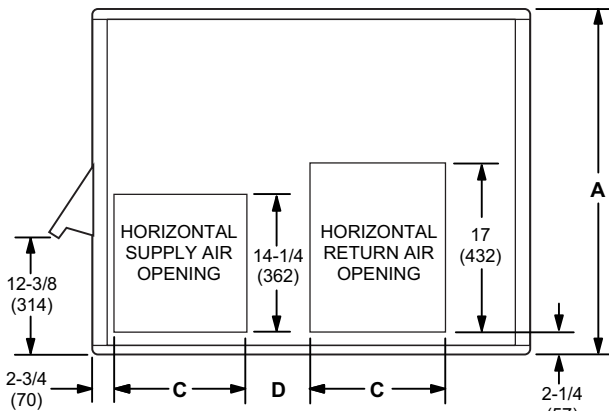 A
HORIZONTAL
SUPPLY AIR
OPENING
14-1/4
(362)
HORIZONTAL
RETURN AIR
OPENING
17
(432)
12-3/8
(314)
2-3/4
(70)
C
D
C
2-1/4
(57)